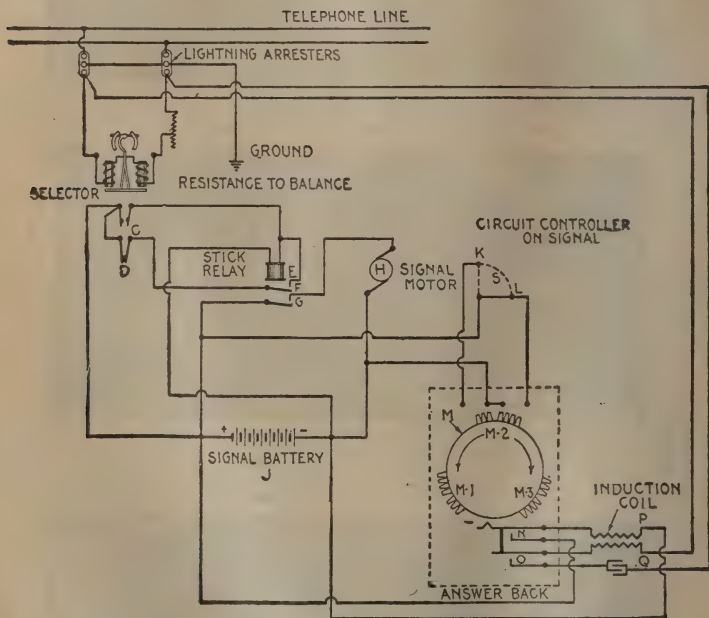 TELEPHONE LINE
LIGHTNING ARRESTERS
GROUND
RESISTANCE TO BALANCE
SELECTOR
C
D
STICK
RELAY
E
F
G
H
SIGNAL
MOTOR
CIRCUIT CONTROLLER
ON SIGNAL
K
S
L
+
-
SIGNAL BATTERY
J
M
M-2
M-1
M-3
INDUCTION
COIL
P
N
O
Q
ANSWER BACK